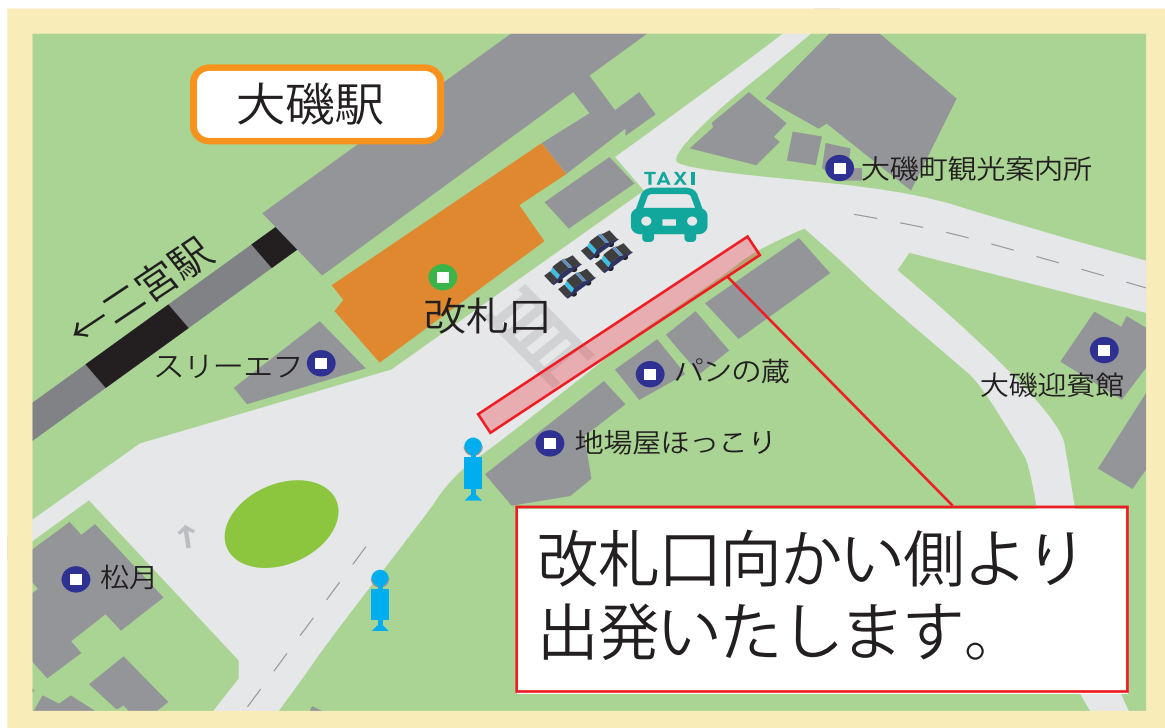 大磯駅
TAXI
大磯町観光案内所
←二宮駅
改札口
スリーエフ
パンの蔵
大磯迎賓館
地場屋ほっこり
松月
改札口向かい側より
出発いたします。